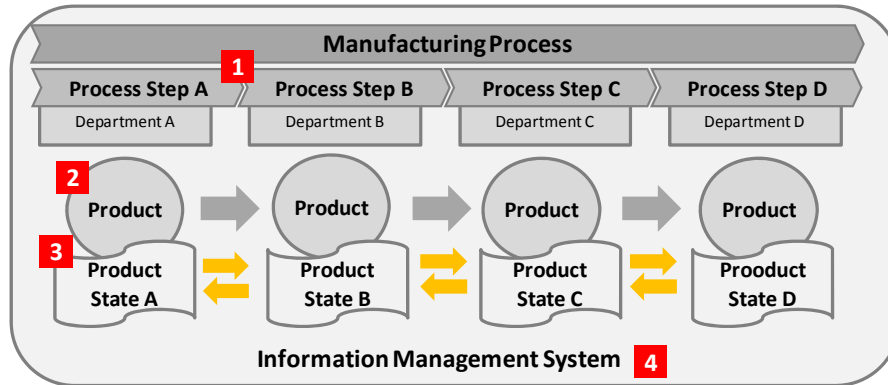 Manufacturing Process
1
Process Step A Process Step B Process Step C Process Step D
Department A Department B Department C Department D
2
Product Product Product Product
3
Product Product Product Prooduct
State A State B State C State D
Information Management System 4